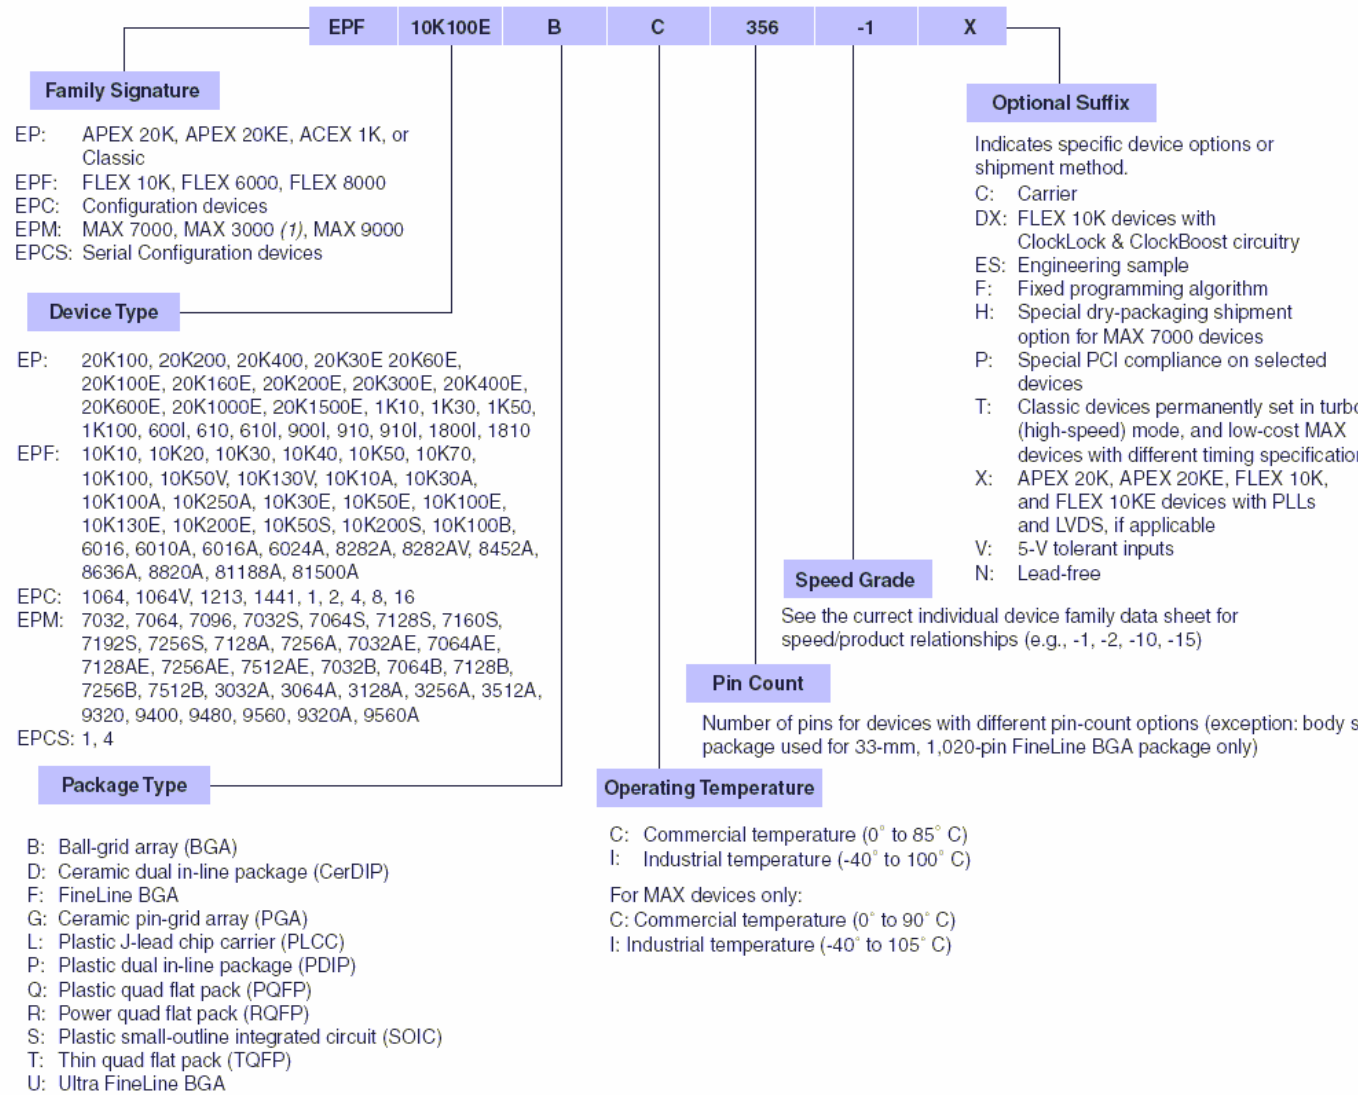 EPF 10K100E B C 356 -1 X
Family Signature
EP: APEX 20K, APEX 20KE, ACEX 1K, or
Classic
EPF: FLEX 10K, FLEX 6000, FLEX 8000
EPC: Configuration devices
EPM: MAX 7000, MAX 3000 (1), MAX 9000
EPCS: Serial Configuration devices
Device Type
EP: 20K100, 20K200, 20K400, 20K30E 20K60E,
20K100E, 20K160E, 20K200E, 20K300E, 20K400E,
20K600E, 20K1000E, 20K1500E, 1K10, 1K30, 1K50,
1K100, 600I, 610, 610I, 900I, 910, 910I, 1800I, 1810
EPF: 10K10, 10K20, 10K30, 10K40, 10K50, 10K70,
10K100, 10K50V, 10K130V, 10K10A, 10K30A,
10K100A, 10K250A, 10K30E, 10K50E, 10K100E,
10K130E, 10K200E, 10K50S, 10K200S, 10K100B,
6016, 6010A, 6016A, 6024A, 8282A, 8282AV, 8452A,
8636A, 8820A, 81188A, 81500A
EPC: 1064, 1064V, 1213, 1441, 1, 2, 4, 8, 16
EPM: 7032, 7064, 7096, 7032S, 7064S, 7128S, 7160S,
7192S, 7256S, 7128A, 7256A, 7032AE, 7064AE,
7128AE, 7256AE, 7512AE, 7032B, 7064B, 7128B,
7256B, 7512B, 3032A, 3064A, 3128A, 3256A, 3512A,
9320, 9400, 9480, 9560, 9320A, 9560A
EPCS: 1, 4
Package Type
B: Ball-grid array (BGA)
D: Ceramic dual in-line package (CerDIP)
F: FineLine BGA
G: Ceramic pin-grid array (PGA)
L: Plastic J-lead chip carrier (PLCC)
P: Plastic dual in-line package (PDIP)
Q: Plastic quad flat pack (PQFP)
R: Power quad flat pack (RQFP)
S: Plastic small-outline integrated circuit (SOIC)
T: Thin quad flat pack (TQFP)
U: Ultra FineLine BGA
Optional Suffix
Indicates specific device options or
shipment method.
C: Carrier
DX: FLEX 10K devices with
ClockLock & ClockBoost circuitry
ES: Engineering sample
F: Fixed programming algorithm
H: Special dry-packaging shipment
option for MAX 7000 devices
P: Special PCI compliance on selected
devices
T: Classic devices permanently set in turbo
(high-speed) mode, and low-cost MAX
devices with different timing specification
X: APEX 20K, APEX 20KE, FLEX 10K,
and FLEX 10KE devices with PLLs
and LVDS, if applicable
V: 5-V tolerant inputs
N: Lead-free
Speed Grade
See the currect individual device family data sheet for
speed/product relationships (e.g., -1, -2, -10, -15)
Pin Count
Number of pins for devices with different pin-count options (exception: body s
package used for 33-mm, 1,020-pin FineLine BGA package only)
Operating Temperature
C: Commercial temperature (0° to 85° C)
I: Industrial temperature (-40° to 100° C)
For MAX devices only:
C: Commercial temperature (0° to 90° C)
I: Industrial temperature (-40° to 105° C)